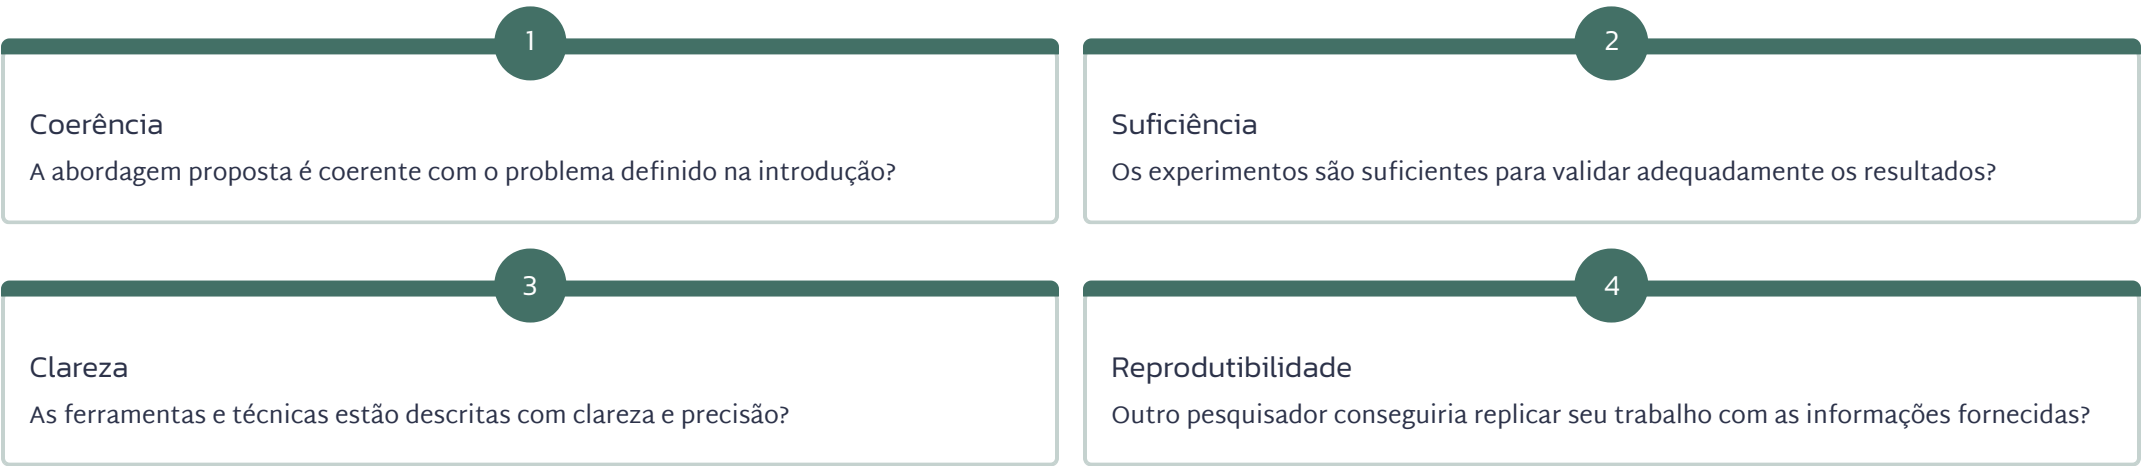 1
Coerência
A abordagem proposta é coerente com o problema definido na introdução?
2
Suficiência
Os experimentos são suficientes para validar adequadamente os resultados?
3
Clareza
As ferramentas e técnicas estão descritas com clareza e precisão?
4
Reprodutibilidade
Outro pesquisador conseguiria replicar seu trabalho com as informações fornecidas?